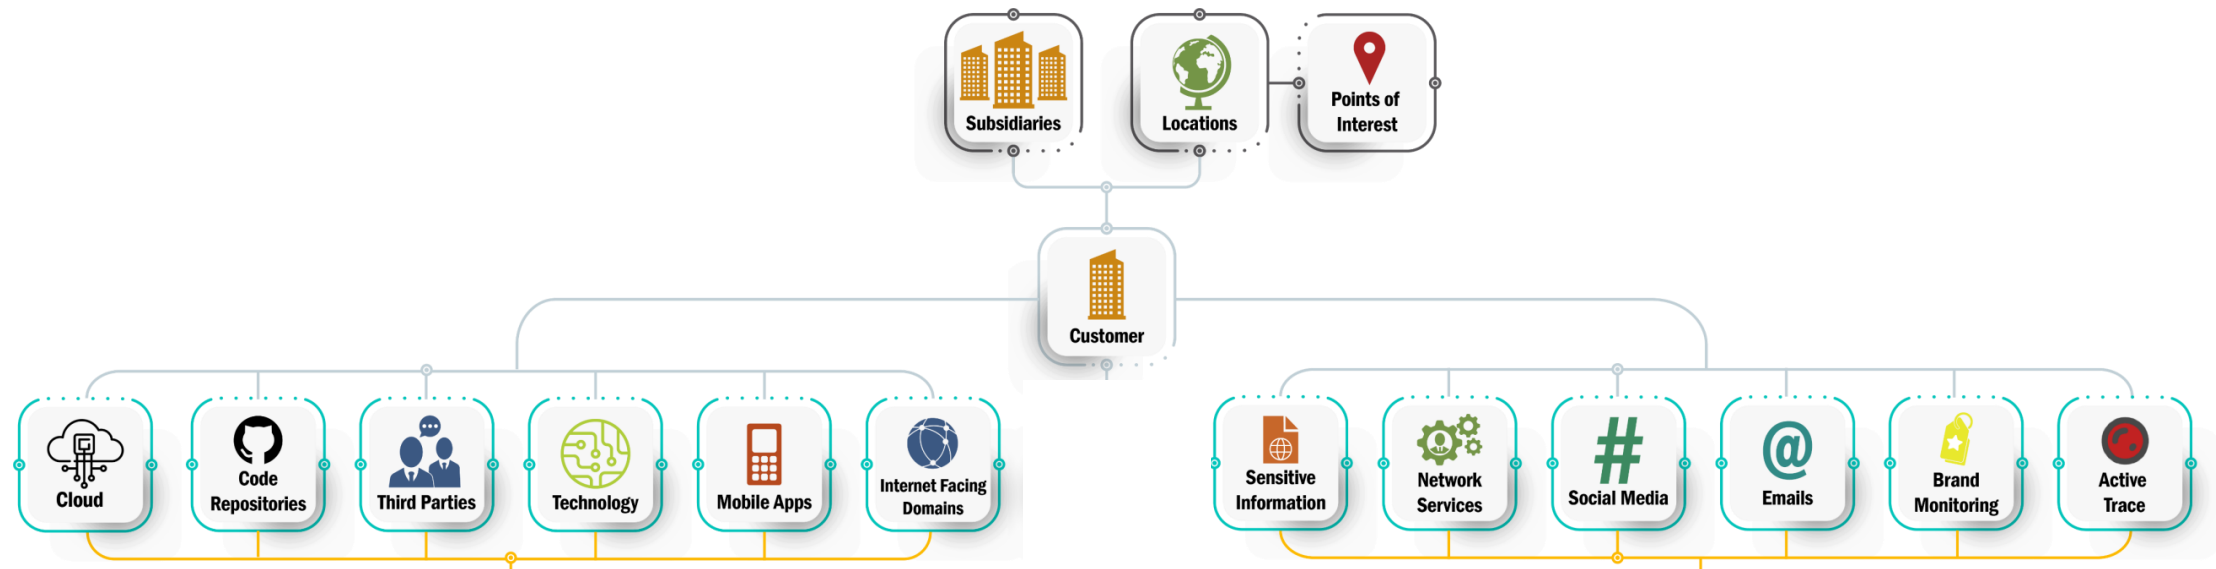 Subsidiaries
Locations
Points of
Interest
Customer
Cloud
Code
Repositories
Third Parties
Technology
Mobile Apps
Internet Facing
Domains
Sensitive
Information
Network
Services
#
Social Media
@
Emails
Brand
Monitoring
Active
Trace